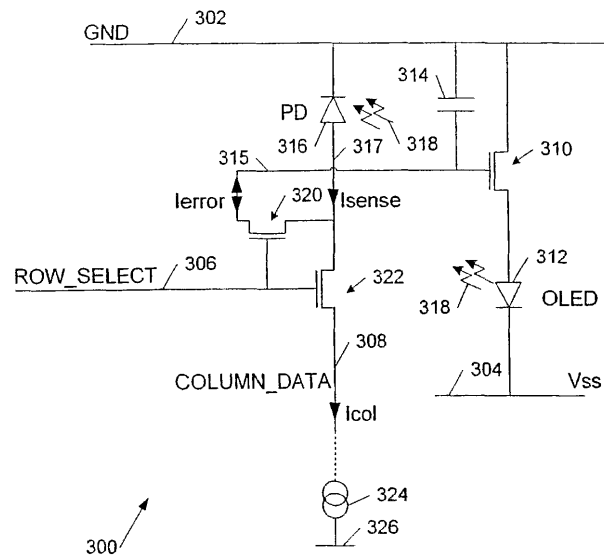 302
GND
314
PD
316
317
318
310
315
320
Ierror
Isense
312
ROW_SELECT
306
322
318
OLED
308
COLUMN_DATA
304
Vss
Icol
324
300
326